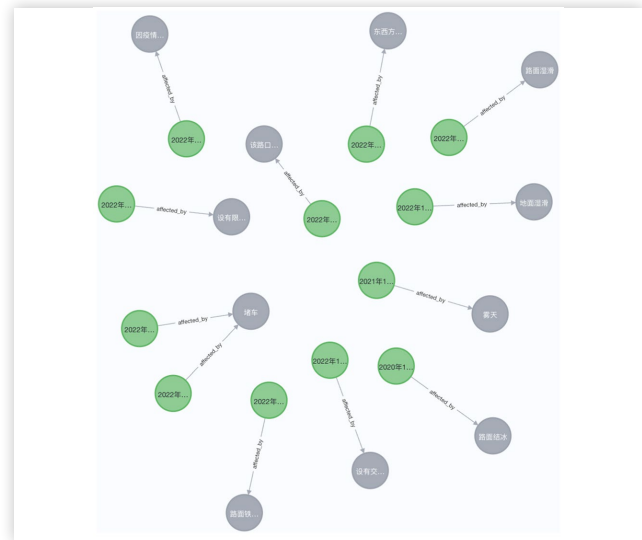 因疫情...
东西方...
路面湿滑
affected_by
affected_by
affected_by
2022年...
该路口...
2022年...
2022年...
affected_by
2022年...
affected_by
设有隔...
2022年...
2022年1...
affected_by
地面湿滑
2021年1...
affected_by
雾天
堵车
affected_by
2022年...
affected_by
2022年...
2022年...
2022年1...
2020年1...
affected_by
affected_by
affected_by
路面结冰
设有交...
路面铁...